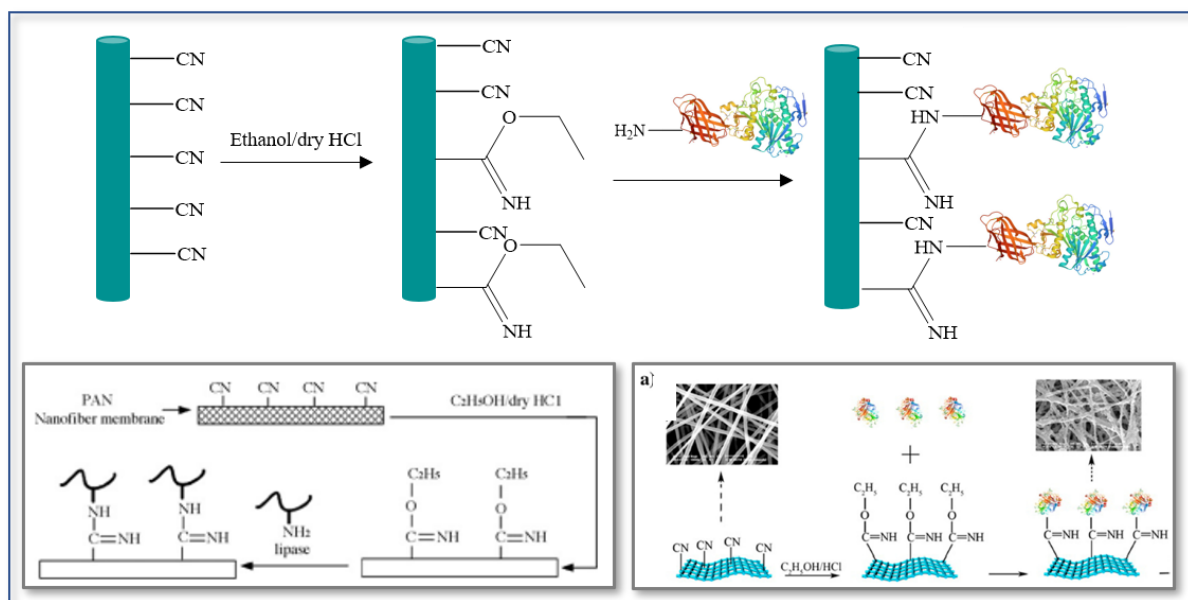 CN
CN
CN
CN
CN
Ethanol/dry HCl
CN
CN
O
NH
CN
O
NH
H₂N
CN
CN
HN
NH
CN
HN
NH
PAN
Nanofiber membrane
CN CN CN CN
C₂H₅OH/dry HC1
NH NH
C=NH C=NH
NH₂
lipase
C₂H₅ C₂H₅
O O
C=NH C=NH
a)
CN CN CN CN
C₂H₅OH/HCl
+
C₂H₅ C₂H₅ C₂H₅
O O O
C=NH C=NH C=NH
C=NH C=NH C=NH